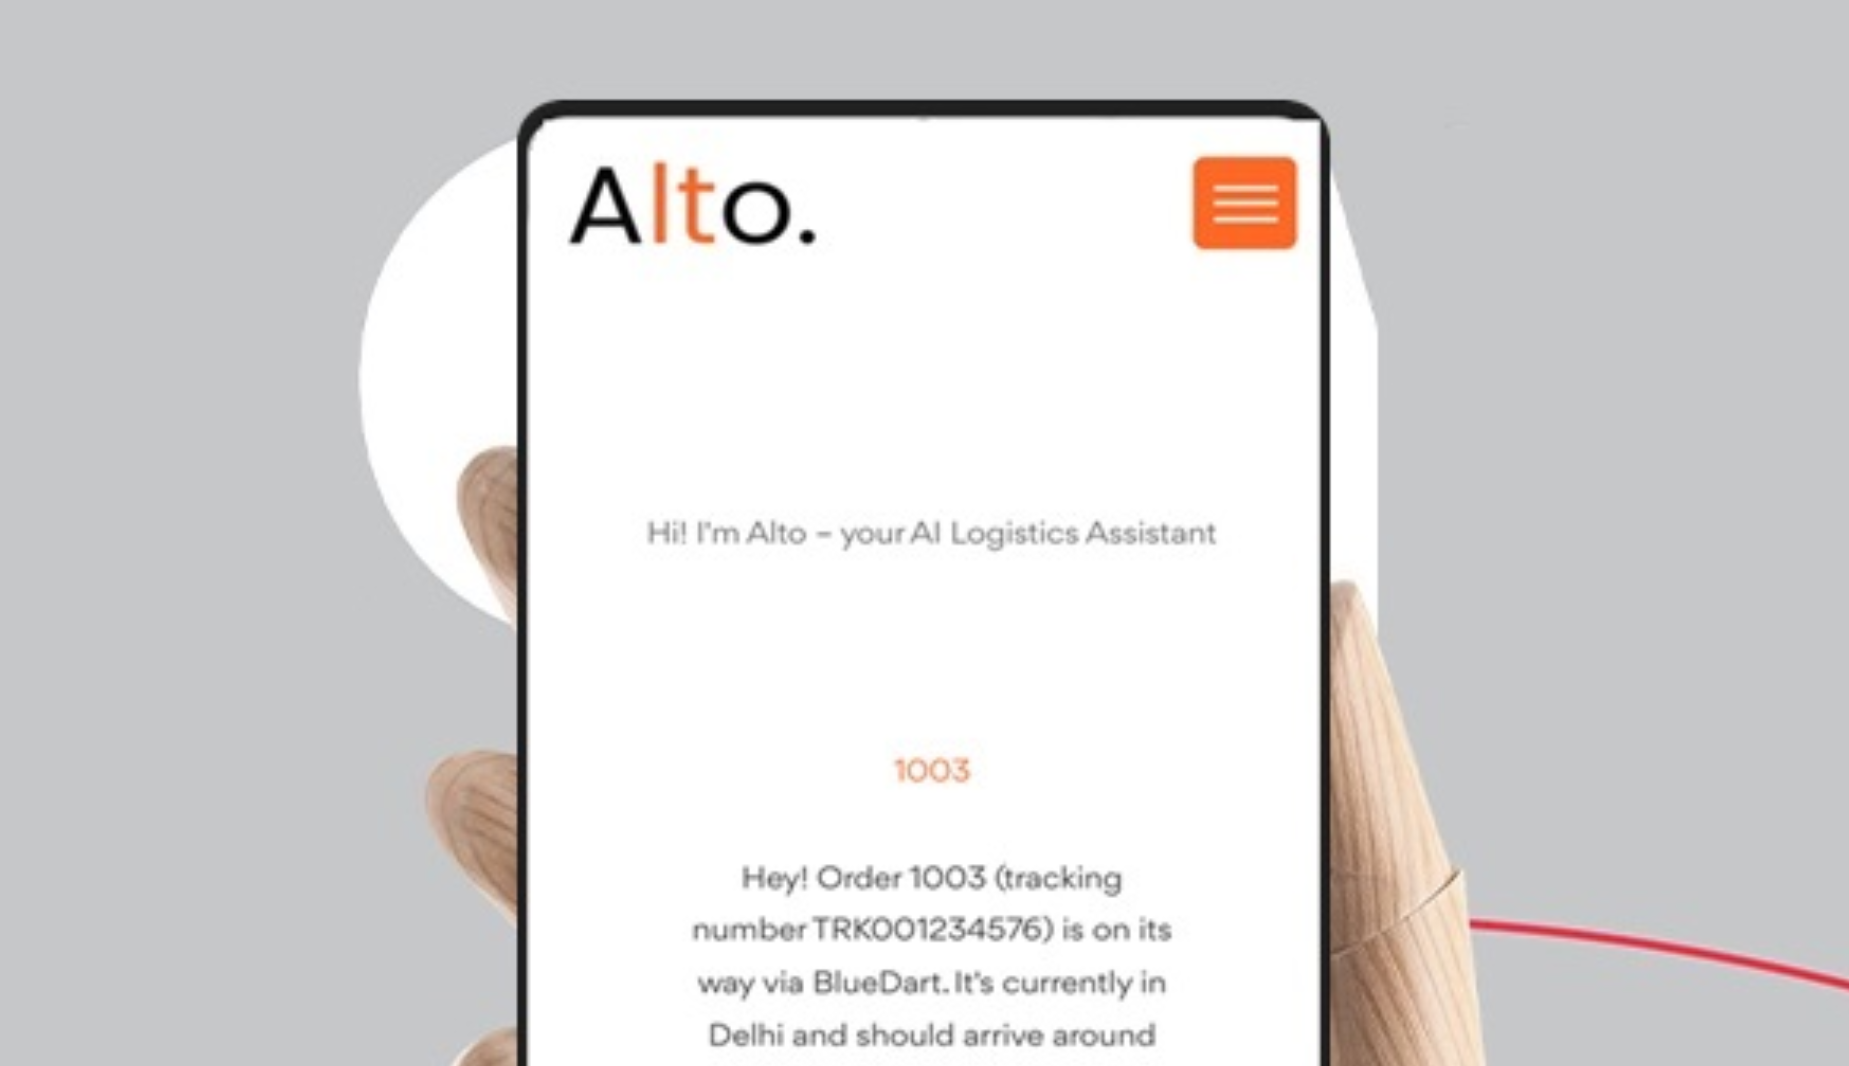 Alto.
Hi! I'm Alto – your AI Logistics Assistant
1003
Hey! Order 1003 (tracking
number TRK001234576) is on its
way via BlueDart. It's currently in
Delhi and should arrive around